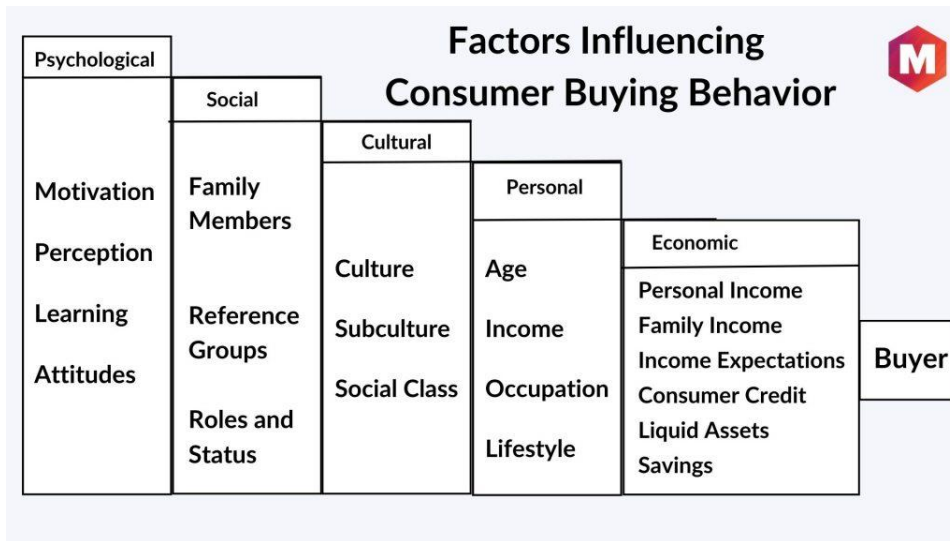 Factors Influencing
Consumer Buying Behavior
M
Psychological
Motivation
Perception
Learning
Attitudes
Social
Family
Members
Reference
Groups
Roles and
Status
Cultural
Culture
Subculture
Social Class
Personal
Age
Income
Occupation
Lifestyle
Economic
Personal Income
Family Income
Income Expectations
Consumer Credit
Liquid Assets
Savings
Buyer